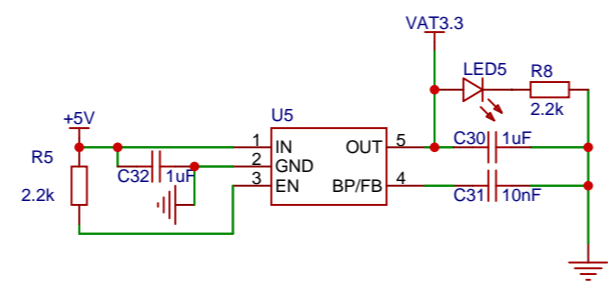 VAT3.3
LED5
R8
2.2k
+5V
U5
R5
2.2k
C32
1uF
1
IN
2
GND
3
EN
OUT
5
BP/FB
4
C30
1uF
C31
10nF